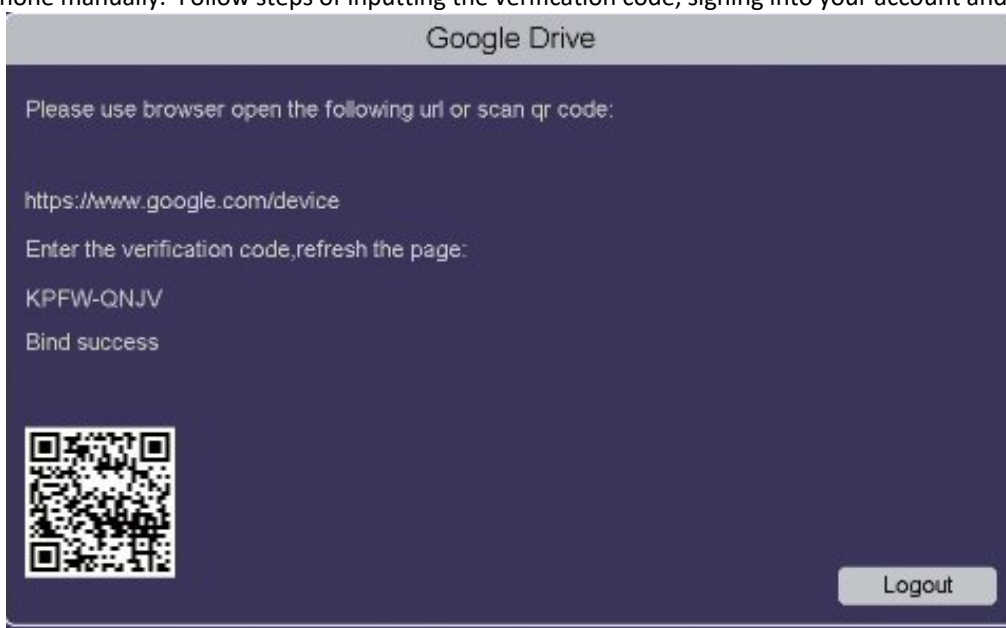 manually. Follow steps of inputting the verification code, signing into your account and
Google Drive
Please use browser open the following url or scan qr code:
https://www.google.com/device
Enter the verification code,refresh the page:
KPFW-QNJV
Bind success
Logout